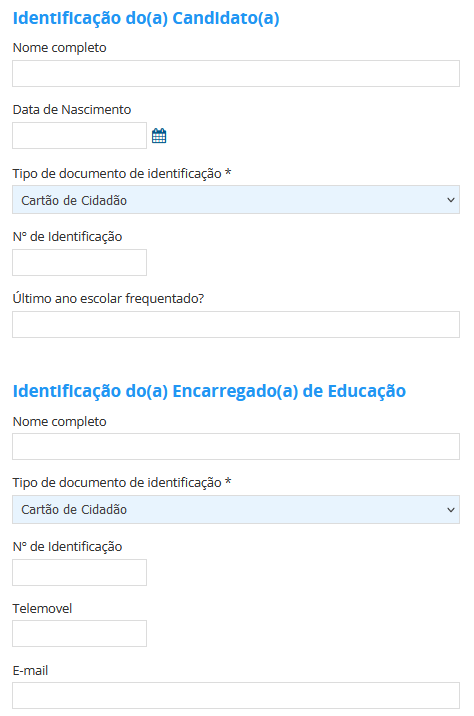 Identificação do(a) Candidato(a)
Nome completo
Data de Nascimento
Tipo de documento de identificação *
Cartão de Cidadão
Nº de Identificação
Último ano escolar frequentado?
Identificação do(a) Encarregado(a) de Educação
Nome completo
Tipo de documento de identificação *
Cartão de Cidadão
Nº de Identificação
Telemovel
E-mail